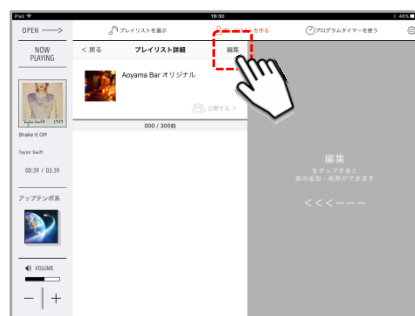 iPad
19:30
48%
OPEN
プレイリストを選ぶ
を作る
プログラムタイマーを使う
NOW
PLAYING
< 戻る
プレイリスト詳細
編集
Aoyama Bar オリジナル
公開する >
000 / 300曲
Taylor Swift 1989
Shake It Off
Taylor Swift
00:39 / 03:39
アップテンポ系
編集
をタップすると
曲の追加・削除ができます
<<<---
VOLUME
− | +